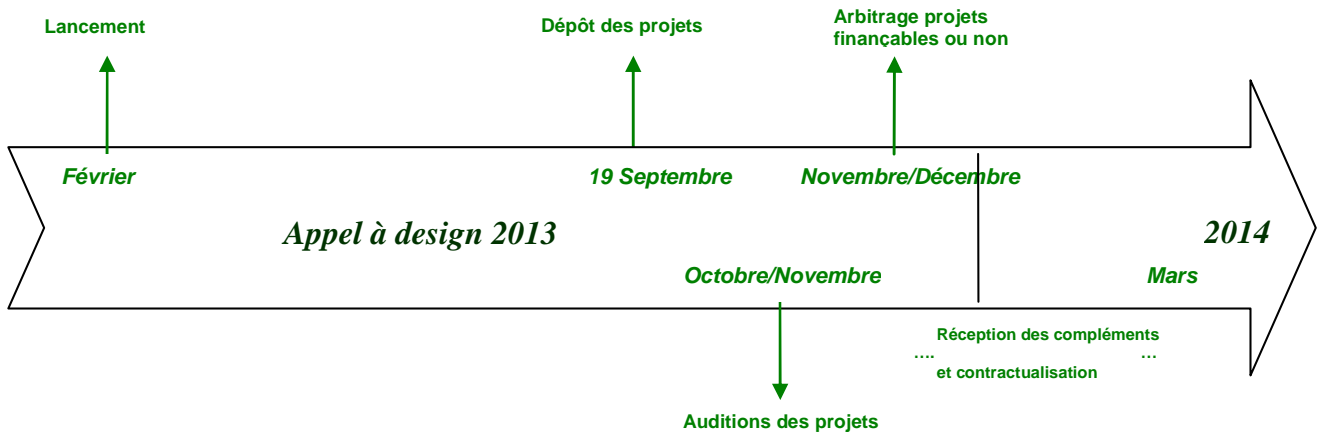 Lancement
Dépôt des projets
Arbitrage projets
finançables ou non
Février
19 Septembre
Novembre/Décembre
Appel à design 2013
2014
Octobre/Novembre
Mars
Réception des compléments
.... ...
et contractualisation
Auditions des projets